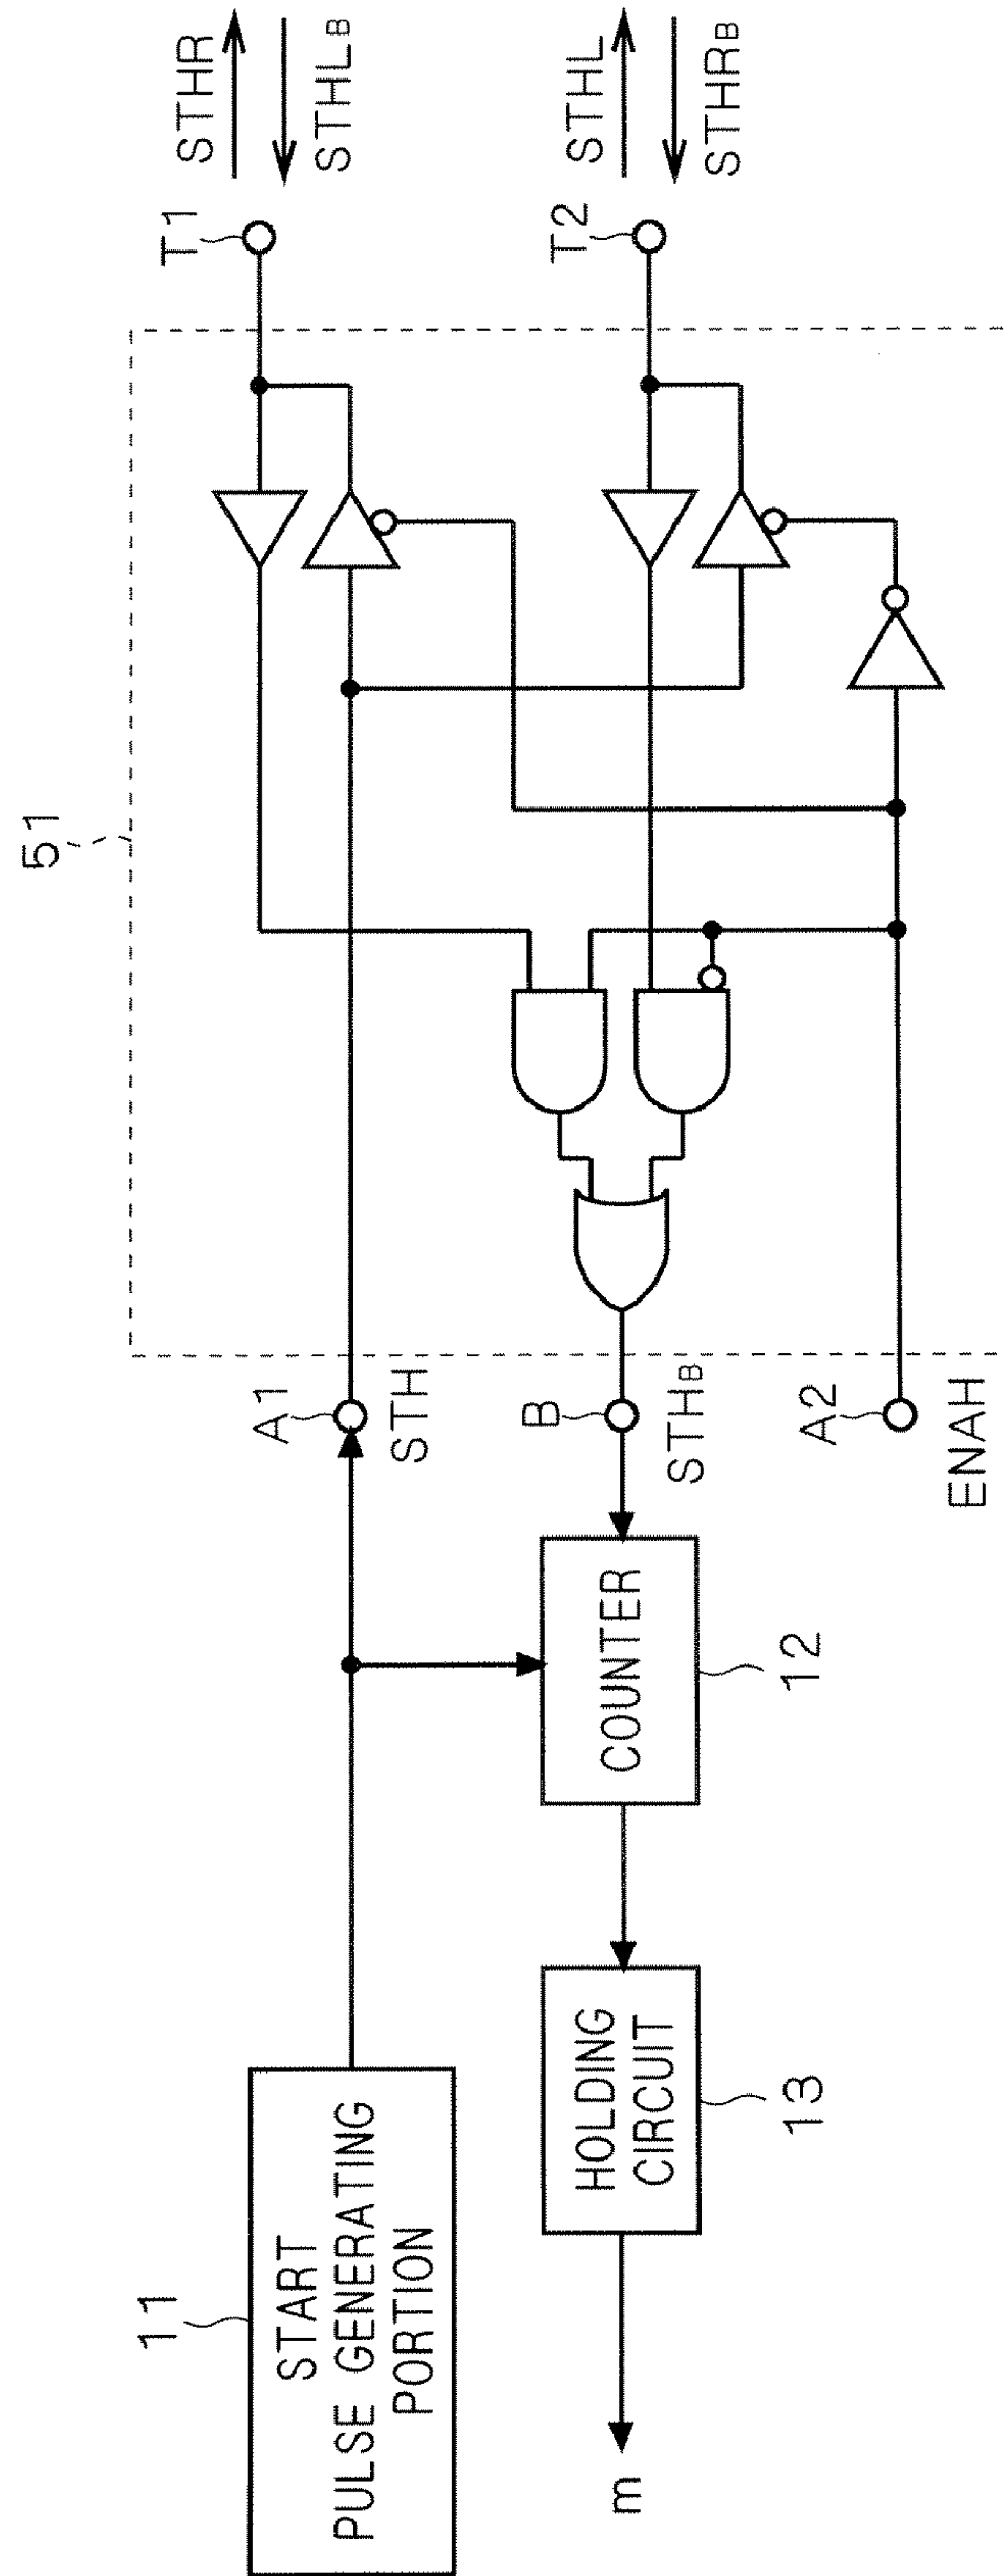 11
START
PULSE GENERATING
PORTION
A1
STH
51
T1
STHR
STHLB
m
HOLDING
CIRCUIT
13
COUNTER
12
B
STHB
T2
STHL
STHRB
A2
ENAH